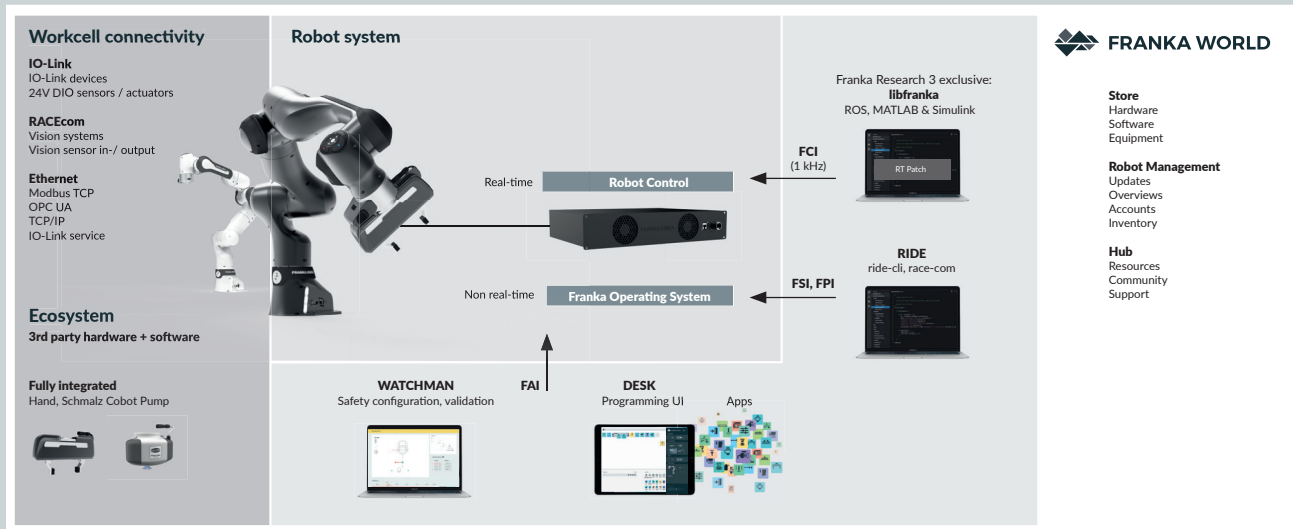 Workcell connectivity
IO-Link
IO-Link devices
24V DIO sensors / actuators
RACEcom
Vision systems
Vision sensor in-/ output
Ethernet
Modbus TCP
OPC UA
TCP/IP
IO-Link service
Ecosystem
3rd party hardware + software
Fully integrated
Hand, Schmalz Cobot Pump
Robot system
Real-time
Robot Control
Non real-time
Franka Operating System
FCI
(1 kHz)
Franka Research 3 exclusive:
libfranka
ROS, MATLAB & Simulink
RT Patch
FSI, FPI
RIDE
ride-cli, race-com
WATCHMAN
Safety configuration, validation
FAI
DESK
Programming UI
Apps
FRANKA WORLD
Store
Hardware
Software
Equipment
Robot Management
Updates
Overviews
Accounts
Inventory
Hub
Resources
Community
Support